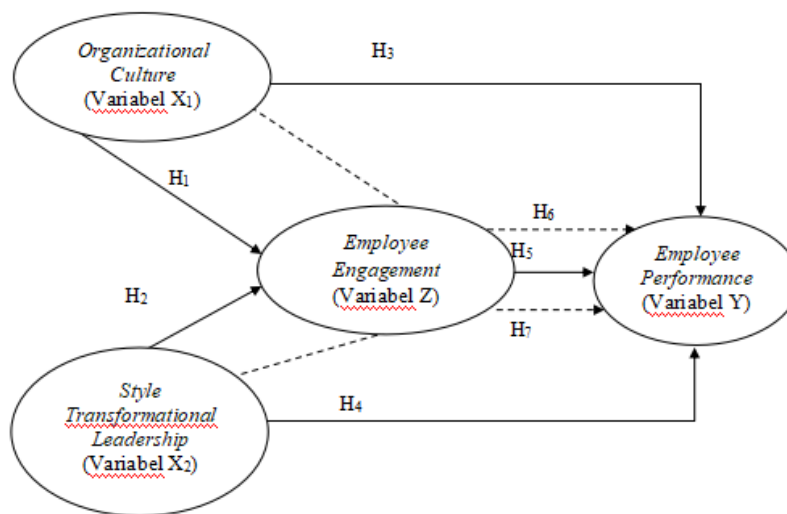 Organizational
Culture
(Variabel X1)
H3
H1
H2
Employee
Engagement
(Variabel Z)
H6
H5
H7
Employee
Performance
(Variabel Y)
Style
Transformational
Leadership
(Variabel X2)
H4